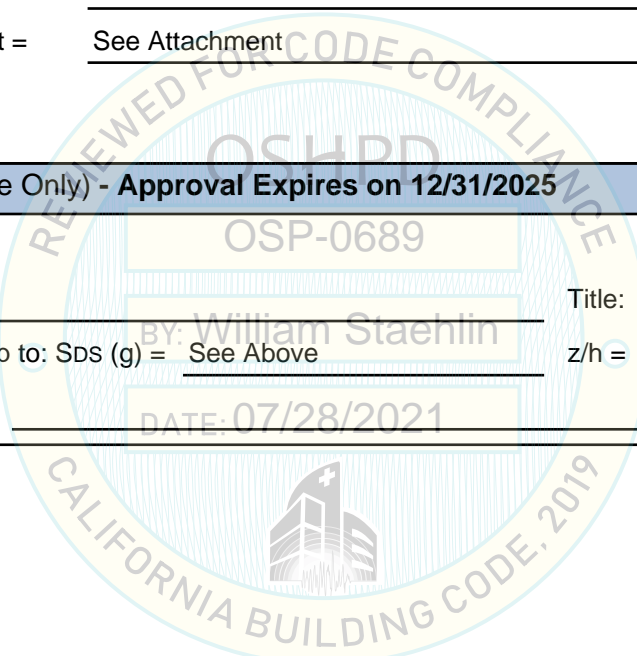 t = See Attachment
REVIEWED FOR CODE COMPLIANCE
OSHPD
e Only) - Approval Expires on 12/31/2025
OSP-0689
Title:
BY: William Staehlin
o to: SDS (g) = See Above z/h =
DATE: 07/28/2021
CALIFORNIA BUILDING CODE, 2019